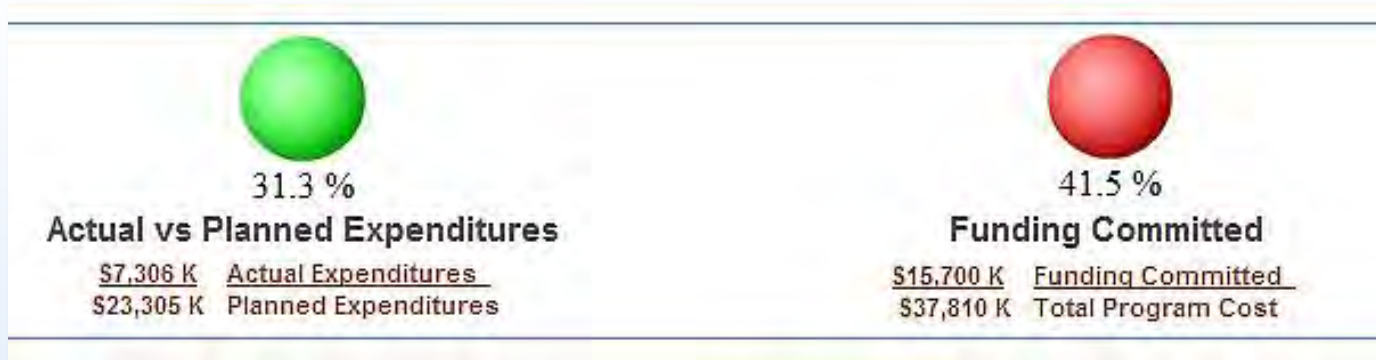 31.3 %
Actual vs Planned Expenditures
$7,306 K Actual Expenditures
$23,305 K Planned Expenditures
41.5 %
Funding Committed
$15,700 K Funding Committed
$37,810 K Total Program Cost